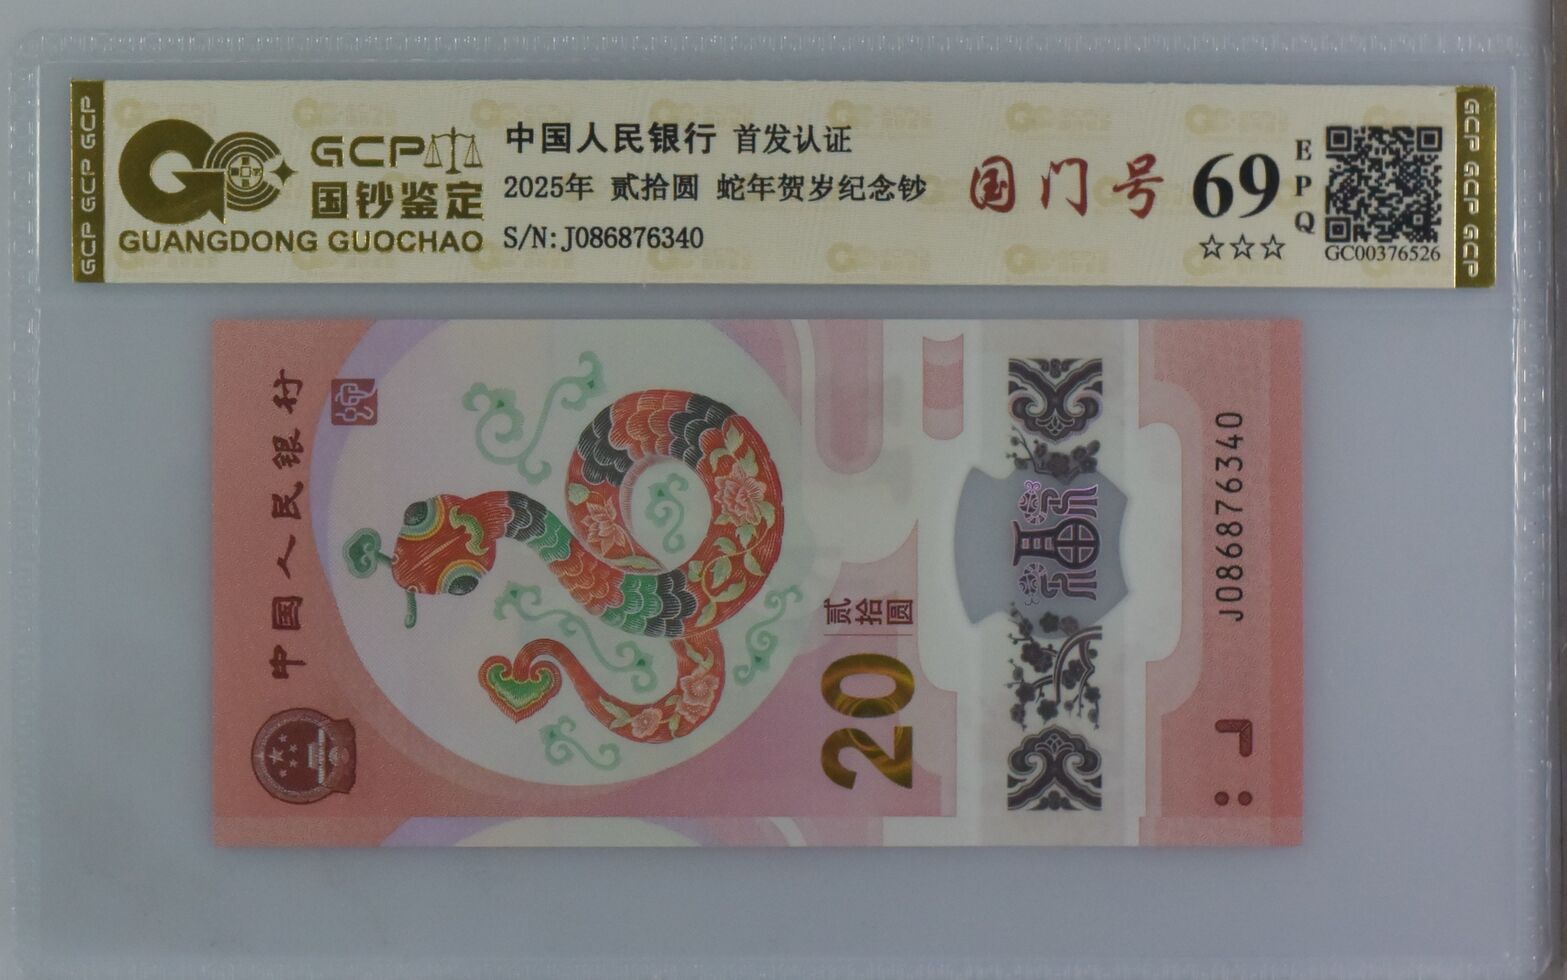 GCP
国钞鉴定
GUANGDONG GUOCHAO
中国人民银行 首发认证
2025年 贰拾圆 蛇年贺岁纪念钞
S/N:J086876340
国门号
69
EPQ
☆☆☆
GC00376526
GCP GCP GCP
GCP GCP GCP
中国人民银行
贰拾圆
20
福
J086876340